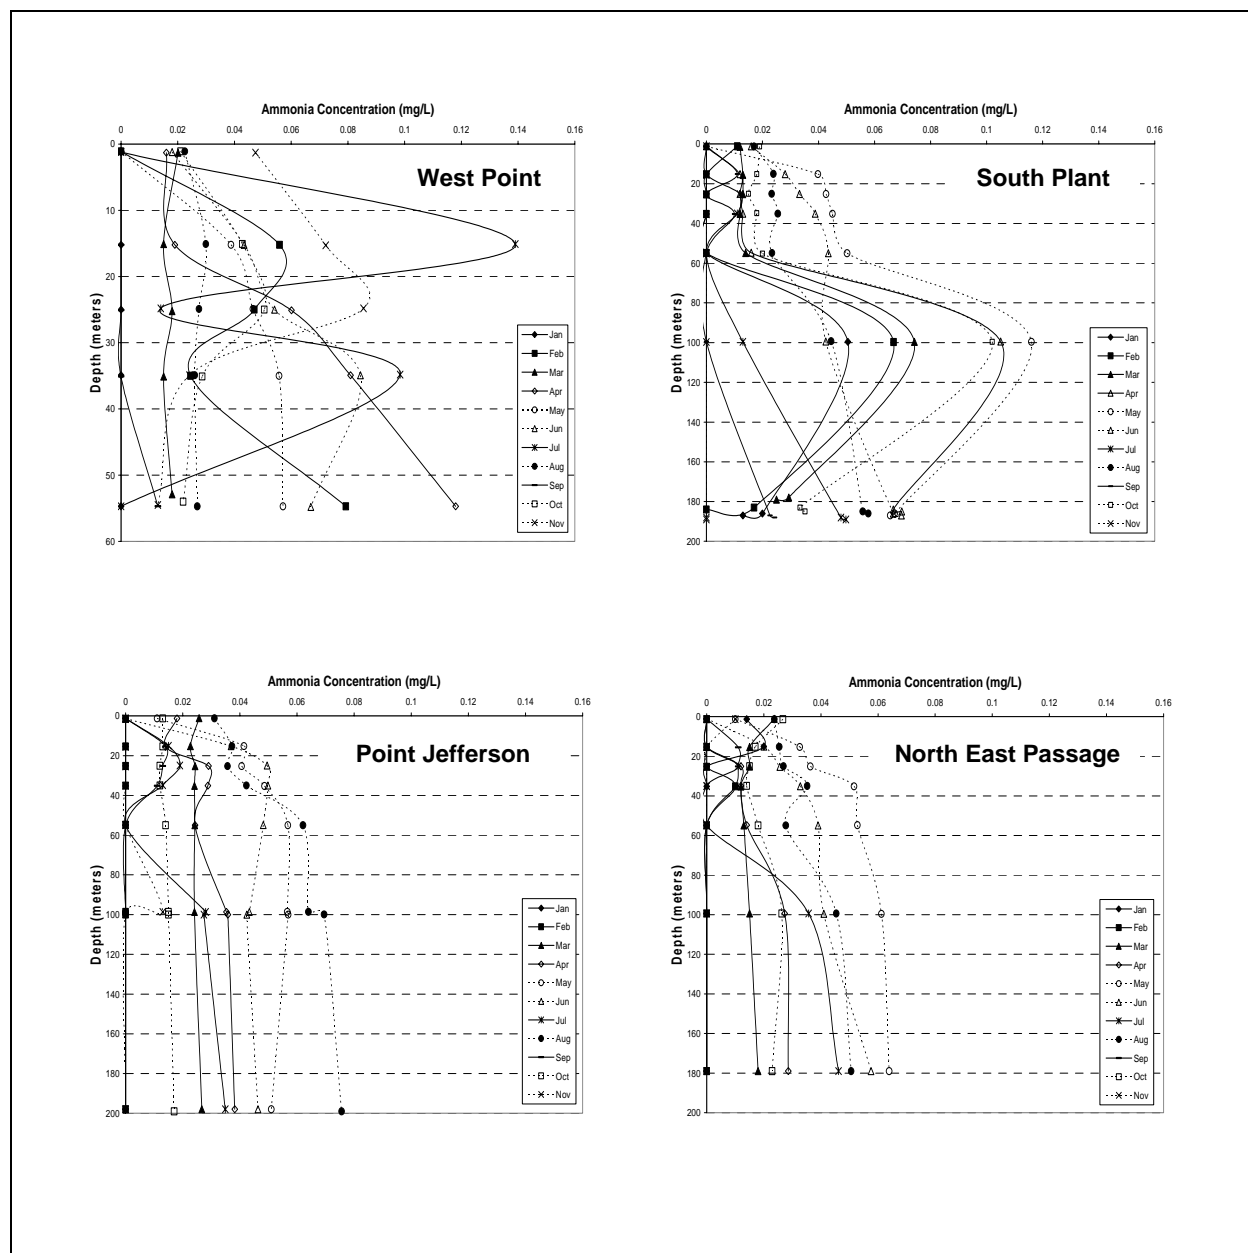 Ammonia Concentration (mg/L)
0 0.02 0.04 0.06 0.08 0.1 0.12 0.14 0.16
0
10
20
30
40
50
60
Depth (meters)
West Point
Jan
Feb
Mar
Apr
May
Jun
Jul
Aug
Sep
Oct
Nov
Ammonia Concentration (mg/L)
0 0.02 0.04 0.06 0.08 0.1 0.12 0.14 0.16
0
20
40
60
80
100
120
140
160
180
200
Depth (meters)
South Plant
Jan
Feb
Mar
Apr
May
Jun
Jul
Aug
Sep
Oct
Nov
Ammonia Concentration (mg/L)
0 0.02 0.04 0.06 0.08 0.1 0.12 0.14 0.16
0
20
40
60
80
100
120
140
160
180
200
Depth (meters)
Point Jefferson
Jan
Feb
Mar
Apr
May
Jun
Jul
Aug
Sep
Oct
Nov
Ammonia Concentration (mg/L)
0 0.02 0.04 0.06 0.08 0.1 0.12 0.14 0.16
0
20
40
60
80
100
120
140
160
180
200
Depth (meters)
North East Passage
Jan
Feb
Mar
Apr
May
Jun
Jul
Aug
Sep
Oct
Nov